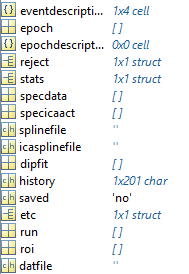 eventdescripti... 1x4 cell
epoch []
epochdescript... 0x0 cell
reject 1x1 struct
stats 1x1 struct
specdata []
specicaact []
splinefile ''
icasplinefile ''
dipfit []
history 1x201 char
saved 'no'
etc 1x1 struct
run []
roi []
datfile ''